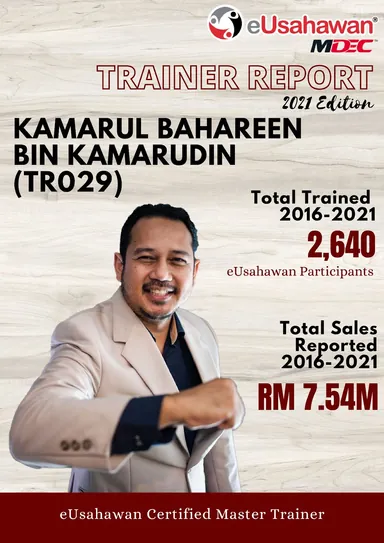 eUsahawan®
MDEC
TRAINER REPORT
2021 Edition
KAMARUL BAHAREEN
BIN KAMARUDIN
(TR029)
Total Trained
2016-2021
2,640
eUsahawan Participants
Total Sales
Reported
2016-2021
RM 7.54M
eUsahawan Certified Master Trainer